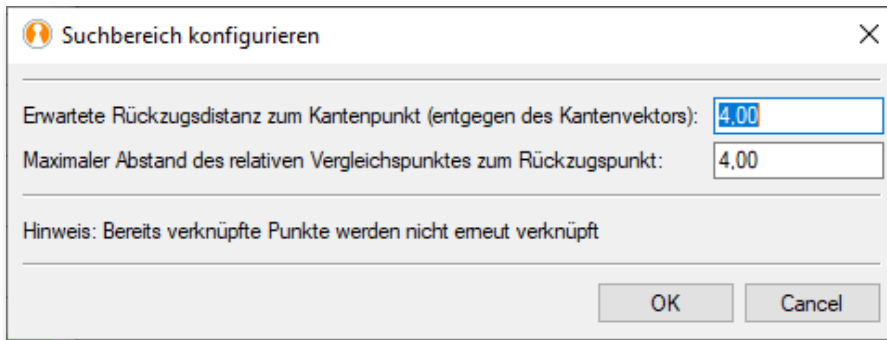 Suchbereich konfigurieren
Erwartete Rückzugsdistanz zum Kantenpunkt (entgegen des Kantenvektors): 4,00
Maximaler Abstand des relativen Vergleichspunktes zum Rückzugspunkt: 4,00
Hinweis: Bereits verknüpfte Punkte werden nicht erneut verknüpft
OK Cancel